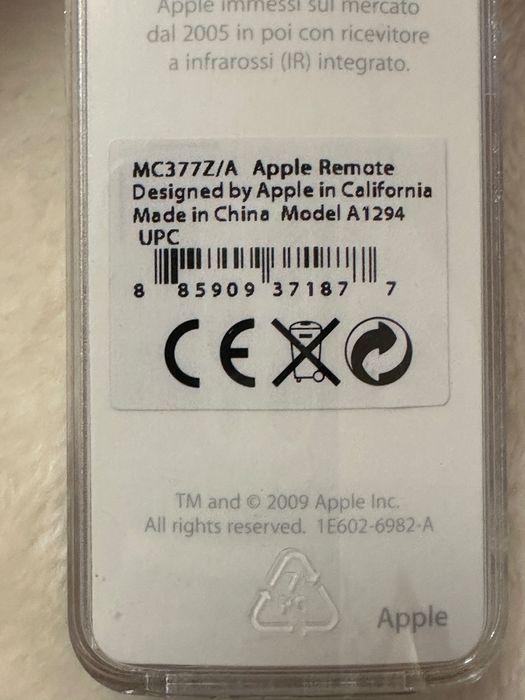 Apple immessi sul mercato
dal 2005 in poi con ricevitore
a infrarossi (IR) integrato.
MC377Z/A Apple Remote
Designed by Apple in California
Made in China Model A1294
UPC
8 85909 37187 7
CE
TM and © 2009 Apple Inc.
All rights reserved. 1E602-6982-A
7
PC
Apple